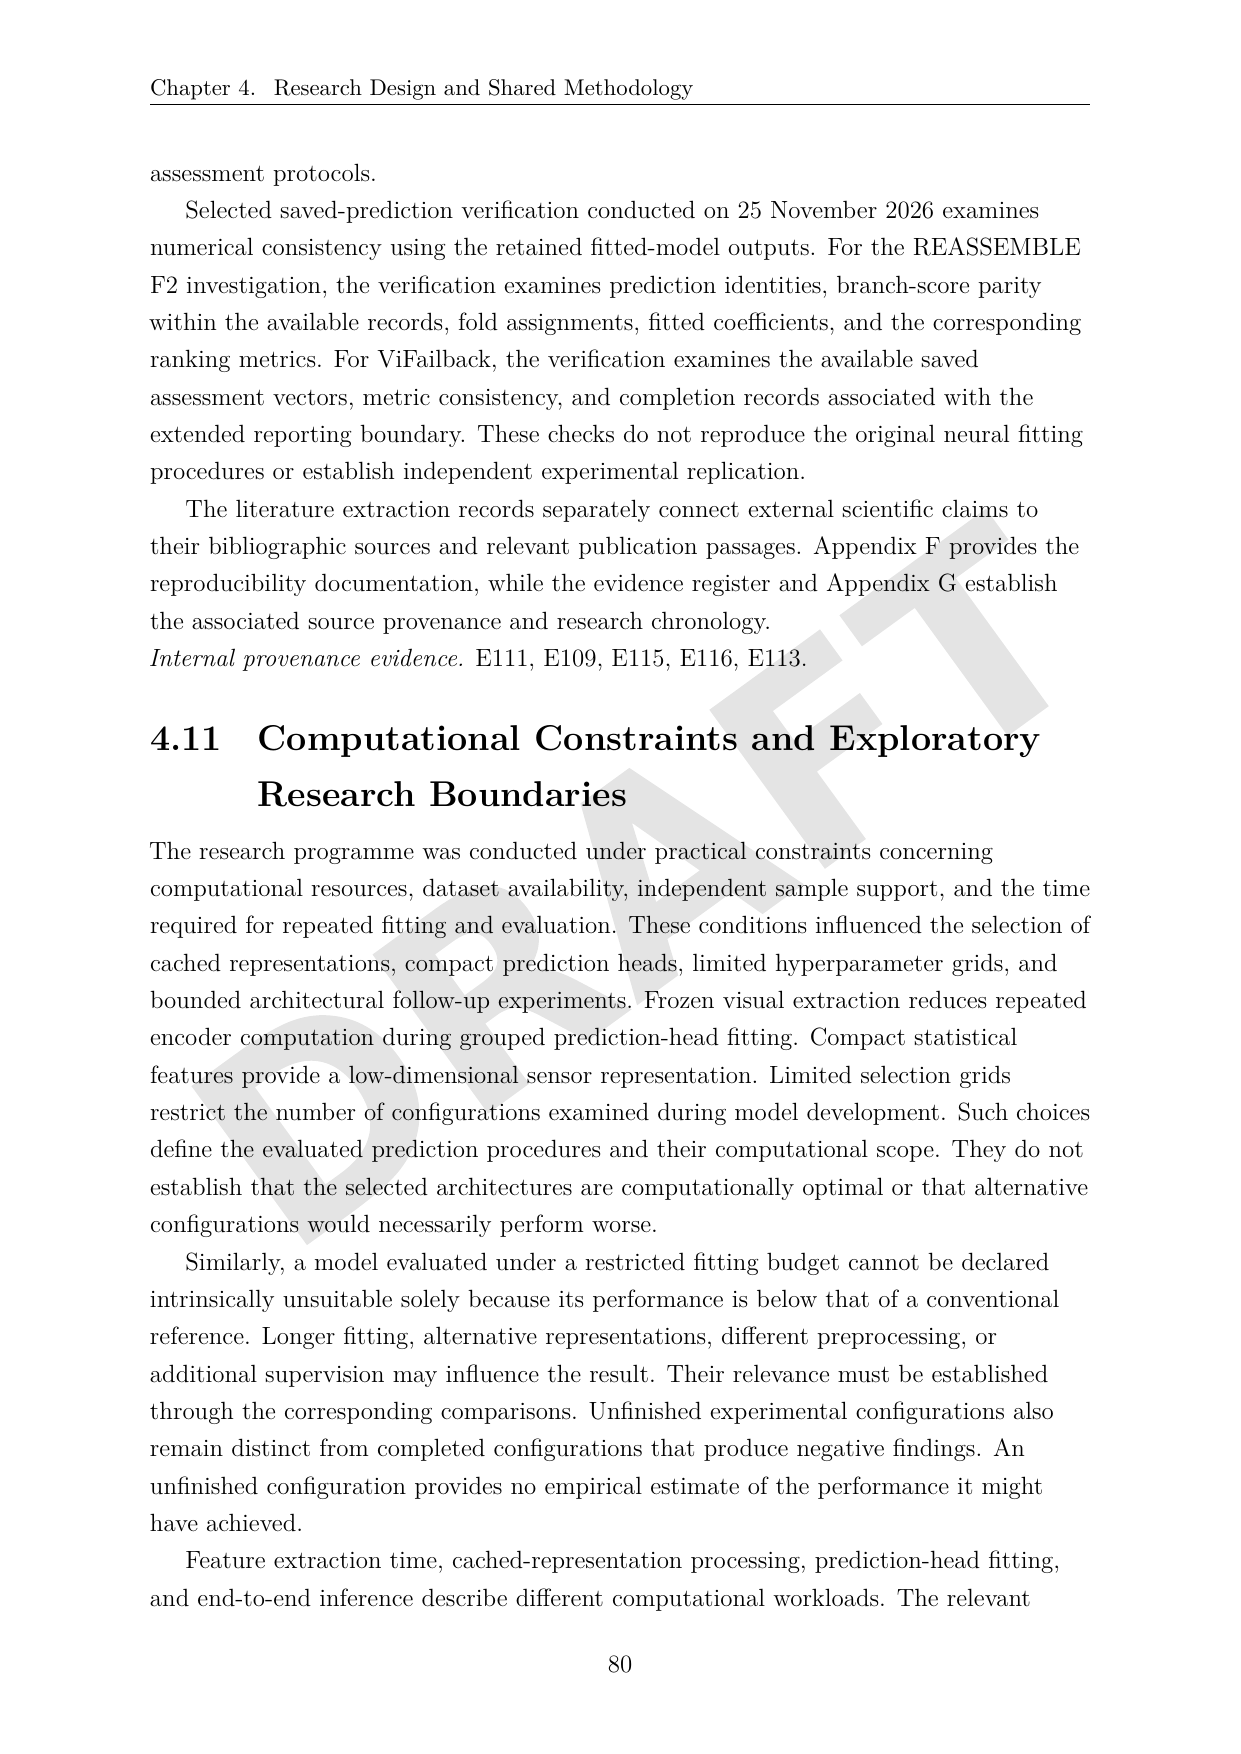 Chapter 4. Research Design and Shared Methodology
assessment protocols.
Selected saved-prediction verification conducted on 25 November 2026 examines
numerical consistency using the retained fitted-model outputs. For the REASSEMBLE
F2 investigation, the verification examines prediction identities, branch-score parity
within the available records, fold assignments, fitted coefficients, and the corresponding
ranking metrics. For ViFailback, the verification examines the available saved
assessment vectors, metric consistency, and completion records associated with the
extended reporting boundary. These checks do not reproduce the original neural fitting
procedures or establish independent experimental replication.
The literature extraction records separately connect external scientific claims to
their bibliographic sources and relevant publication passages. Appendix F provides the
reproducibility documentation, while the evidence register and Appendix G establish
the associated source provenance and research chronology.
Internal provenance evidence. E111, E109, E115, E116, E113.
4.11 Computational Constraints and Exploratory
Research Boundaries
The research programme was conducted under practical constraints concerning
computational resources, dataset availability, independent sample support, and the time
required for repeated fitting and evaluation. These conditions influenced the selection of
cached representations, compact prediction heads, limited hyperparameter grids, and
bounded architectural follow-up experiments. Frozen visual extraction reduces repeated
encoder computation during grouped prediction-head fitting. Compact statistical
features provide a low-dimensional sensor representation. Limited selection grids
restrict the number of configurations examined during model development. Such choices
define the evaluated prediction procedures and their computational scope. They do not
establish that the selected architectures are computationally optimal or that alternative
configurations would necessarily perform worse.
Similarly, a model evaluated under a restricted fitting budget cannot be declared
intrinsically unsuitable solely because its performance is below that of a conventional
reference. Longer fitting, alternative representations, different preprocessing, or
additional supervision may influence the result. Their relevance must be established
through the corresponding comparisons. Unfinished experimental configurations also
remain distinct from completed configurations that produce negative findings. An
unfinished configuration provides no empirical estimate of the performance it might
have achieved.
Feature extraction time, cached-representation processing, prediction-head fitting,
and end-to-end inference describe different computational workloads. The relevant
80
DRAFT